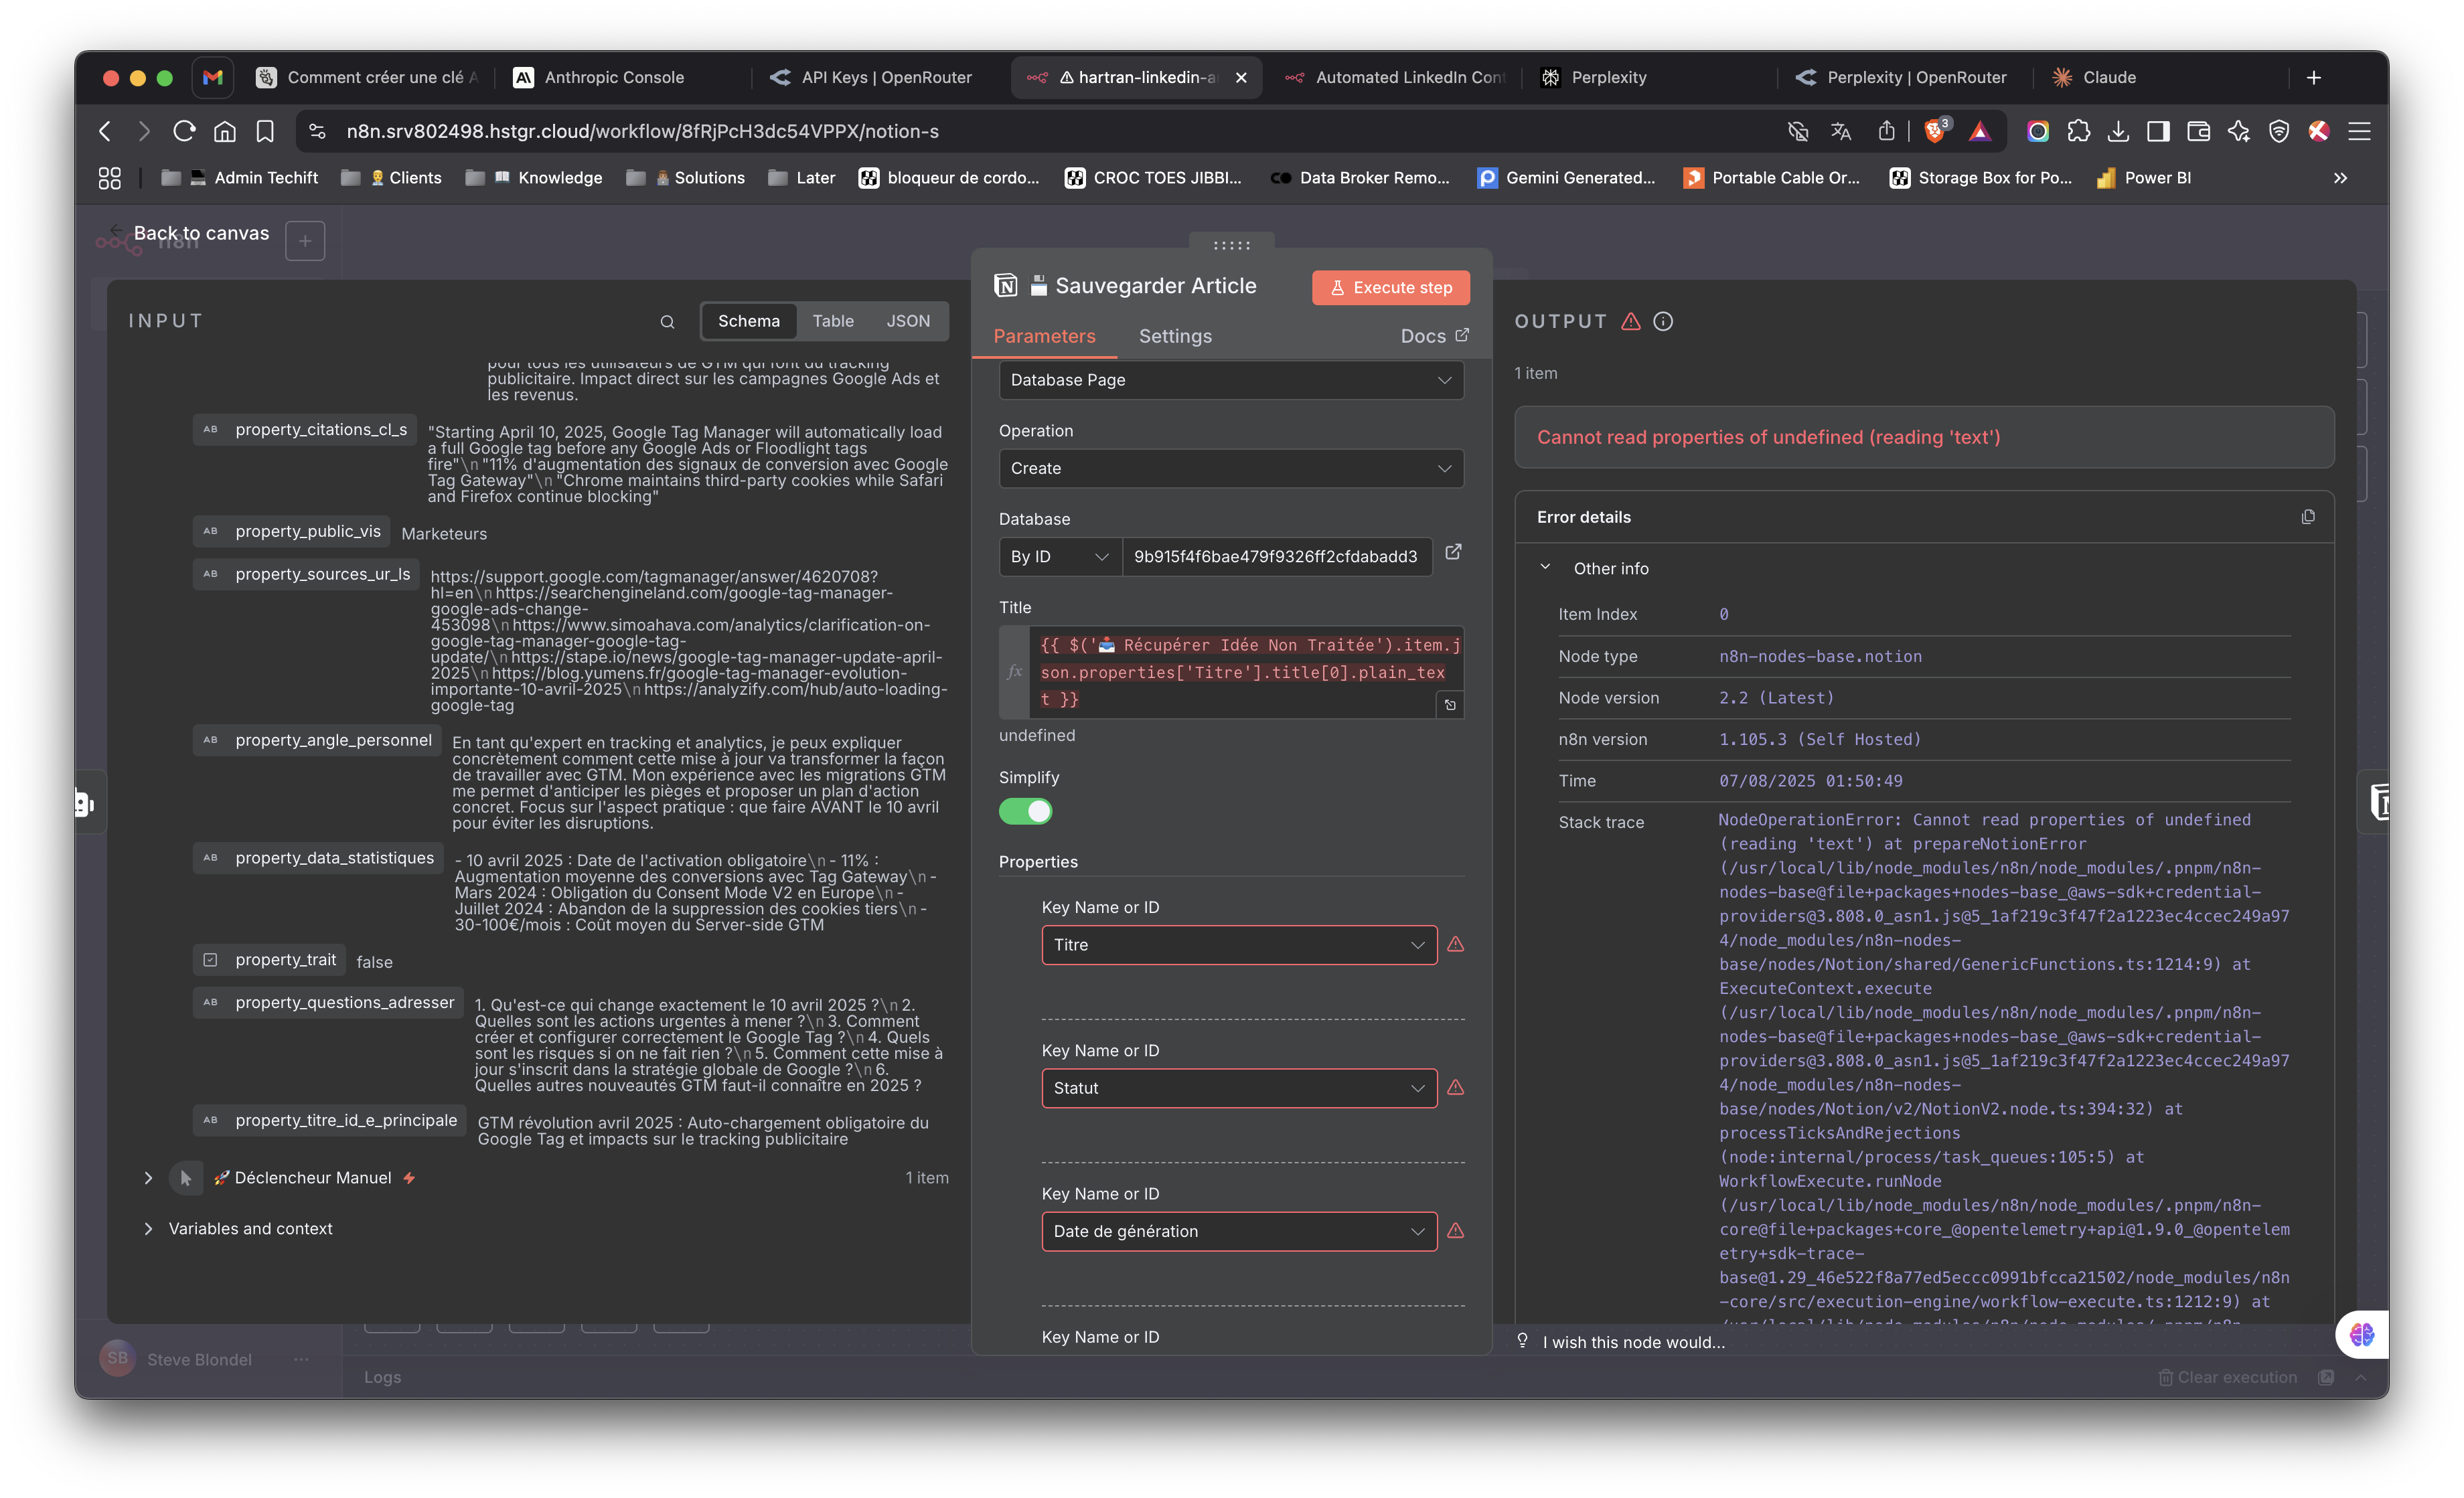 Comment créer une clé A
Anthropic Console
API Keys | OpenRouter
hartran-linkedin-a
Automated LinkedIn Cont
Perplexity
Perplexity | OpenRouter
Claude
n8n.srv802498.hstgr.cloud/workflow/8fRjPcH3dc54VPPX/notion-s
3
Admin Techift
Clients
Knowledge
Solutions
Later
bloqueur de cordo...
CROC TOES JIBBI...
Data Broker Remo...
Gemini Generated...
Portable Cable Or...
Storage Box for Po...
Power BI
Back to canvas
n8n
INPUT
Schema
Table
JSON
pour tous les utilisateurs de GTM qui font du tracking
publicitaire. Impact direct sur les campagnes Google Ads et
les revenus.
AB property_citations_cl_s
"Starting April 10, 2025, Google Tag Manager will automatically load
a full Google tag before any Google Ads or Floodlight tags
fire"\n"11% d'augmentation des signaux de conversion avec Google
Tag Gateway"\n"Chrome maintains third-party cookies while Safari
and Firefox continue blocking"
AB property_public_vis
Marketeurs
AB property_sources_ur_ls
https://support.google.com/tagmanager/answer/4620708?
hl=en\nhttps://searchengineland.com/google-tag-manager-
google-ads-change-
453098\nhttps://www.simoahava.com/analytics/clarification-on-
google-tag-manager-google-tag-
update/\nhttps://stape.io/news/google-tag-manager-update-april-
2025\nhttps://blog.yumens.fr/google-tag-manager-evolution-
importante-10-avril-2025\nhttps://analyzify.com/hub/auto-loading-
google-tag
AB property_angle_personnel
En tant qu'expert en tracking et analytics, je peux expliquer
concrètement comment cette mise à jour va transformer la façon
de travailler avec GTM. Mon expérience avec les migrations GTM
me permet d'anticiper les pièges et proposer un plan d'action
concret. Focus sur l'aspect pratique : que faire AVANT le 10 avril
pour éviter les disruptions.
AB property_data_statistiques
- 10 avril 2025 : Date de l'activation obligatoire\n- 11% :
Augmentation moyenne des conversions avec Tag Gateway\n-
Mars 2024 : Obligation du Consent Mode V2 en Europe\n-
Juillet 2024 : Abandon de la suppression des cookies tiers\n-
30-100€/mois : Coût moyen du Server-side GTM
property_trait
false
AB property_questions_adresser
1. Qu'est-ce qui change exactement le 10 avril 2025 ?\n2.
Quelles sont les actions urgentes à mener ?\n3. Comment
créer et configurer correctement le Google Tag ?\n4. Quels
sont les risques si on ne fait rien ?\n5. Comment cette mise à
jour s'inscrit dans la stratégie globale de Google ?\n6.
Quelles autres nouveautés GTM faut-il connaître en 2025 ?
AB property_titre_id_e_principale
GTM révolution avril 2025 : Auto-chargement obligatoire du
Google Tag et impacts sur le tracking publicitaire
Déclencheur Manuel
1 item
Variables and context
SB
Steve Blondel
Logs
Sauvegarder Article
Execute step
Parameters
Settings
Docs
Database Page
Operation
Create
Database
By ID
9b915f4f6bae479f9326ff2cfdabadd3
Title
fx
{{ $('📥 Récupérer Idée Non Traitée').item.j
son.properties['Titre'].title[0].plain_tex
t }}
undefined
Simplify
Properties
Key Name or ID
Titre
Key Name or ID
Statut
Key Name or ID
Date de génération
Key Name or ID
OUTPUT
1 item
Cannot read properties of undefined (reading 'text')
Error details
Other info
Item Index
0
Node type
n8n-nodes-base.notion
Node version
2.2 (Latest)
n8n version
1.105.3 (Self Hosted)
Time
07/08/2025 01:50:49
Stack trace
NodeOperationError: Cannot read properties of undefined
(reading 'text') at prepareNotionError
(/usr/local/lib/node_modules/n8n/node_modules/.pnpm/n8n-
nodes-base@file+packages+nodes-base_@aws-sdk+credential-
providers@3.808.0_asn1.js@5_1af219c3f47f2a1223ec4ccec249a97
4/node_modules/n8n-nodes-
base/nodes/Notion/shared/GenericFunctions.ts:1214:9) at
ExecuteContext.execute
(/usr/local/lib/node_modules/n8n/node_modules/.pnpm/n8n-
nodes-base@file+packages+nodes-base_@aws-sdk+credential-
providers@3.808.0_asn1.js@5_1af219c3f47f2a1223ec4ccec249a97
4/node_modules/n8n-nodes-
base/nodes/Notion/v2/NotionV2.node.ts:394:32) at
processTicksAndRejections
(node:internal/process/task_queues:105:5) at
WorkflowExecute.runNode
(/usr/local/lib/node_modules/n8n/node_modules/.pnpm/n8n-
core@file+packages+core_@opentelemetry+api@1.9.0_@opentelem
etry+sdk-trace-
base@1.29_46e522f8a77ed5eccc0991bfcca21502/node_modules/n8n
-core/src/execution-engine/workflow-execute.ts:1212:9) at
I wish this node would...
Clear execution